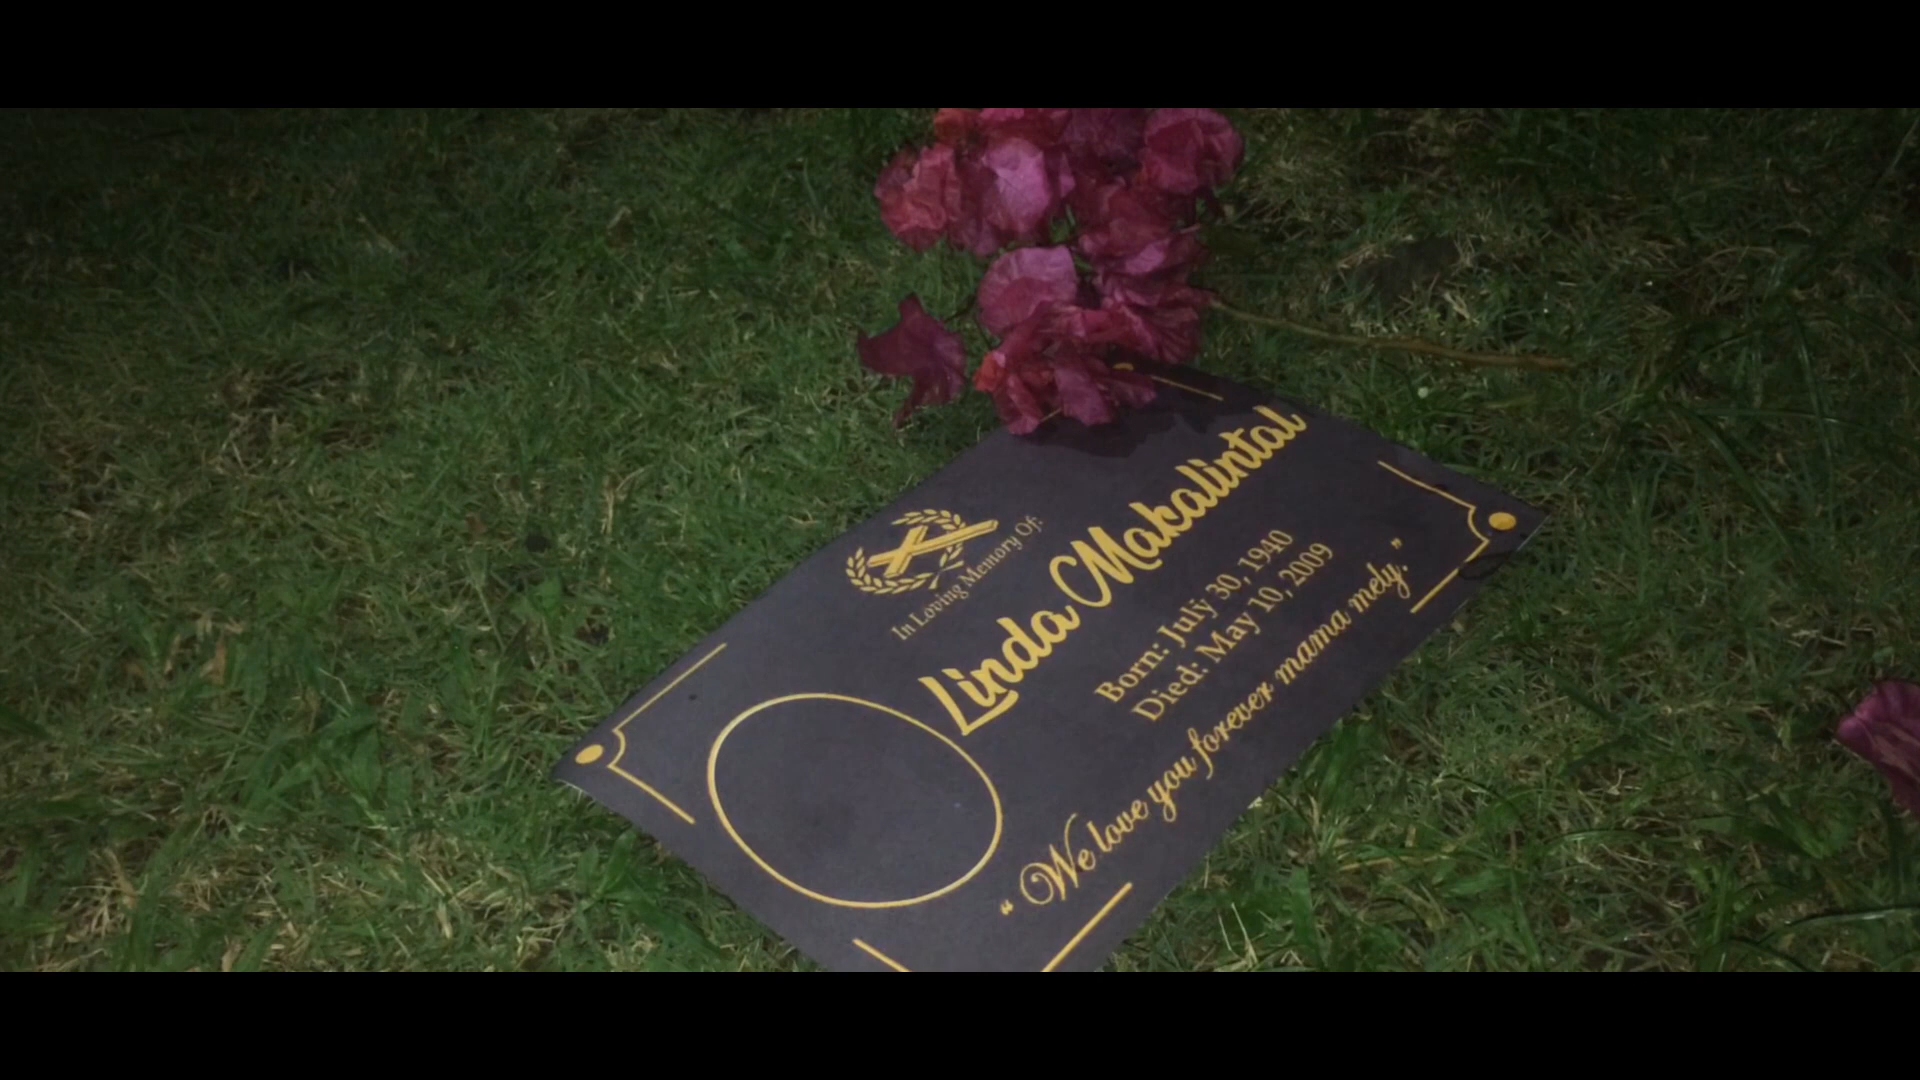 In Loving Memory Of:
Linda Makalintal
Born: July 30, 1940
Died: May 10, 2009
“We love you forever mama mely.”